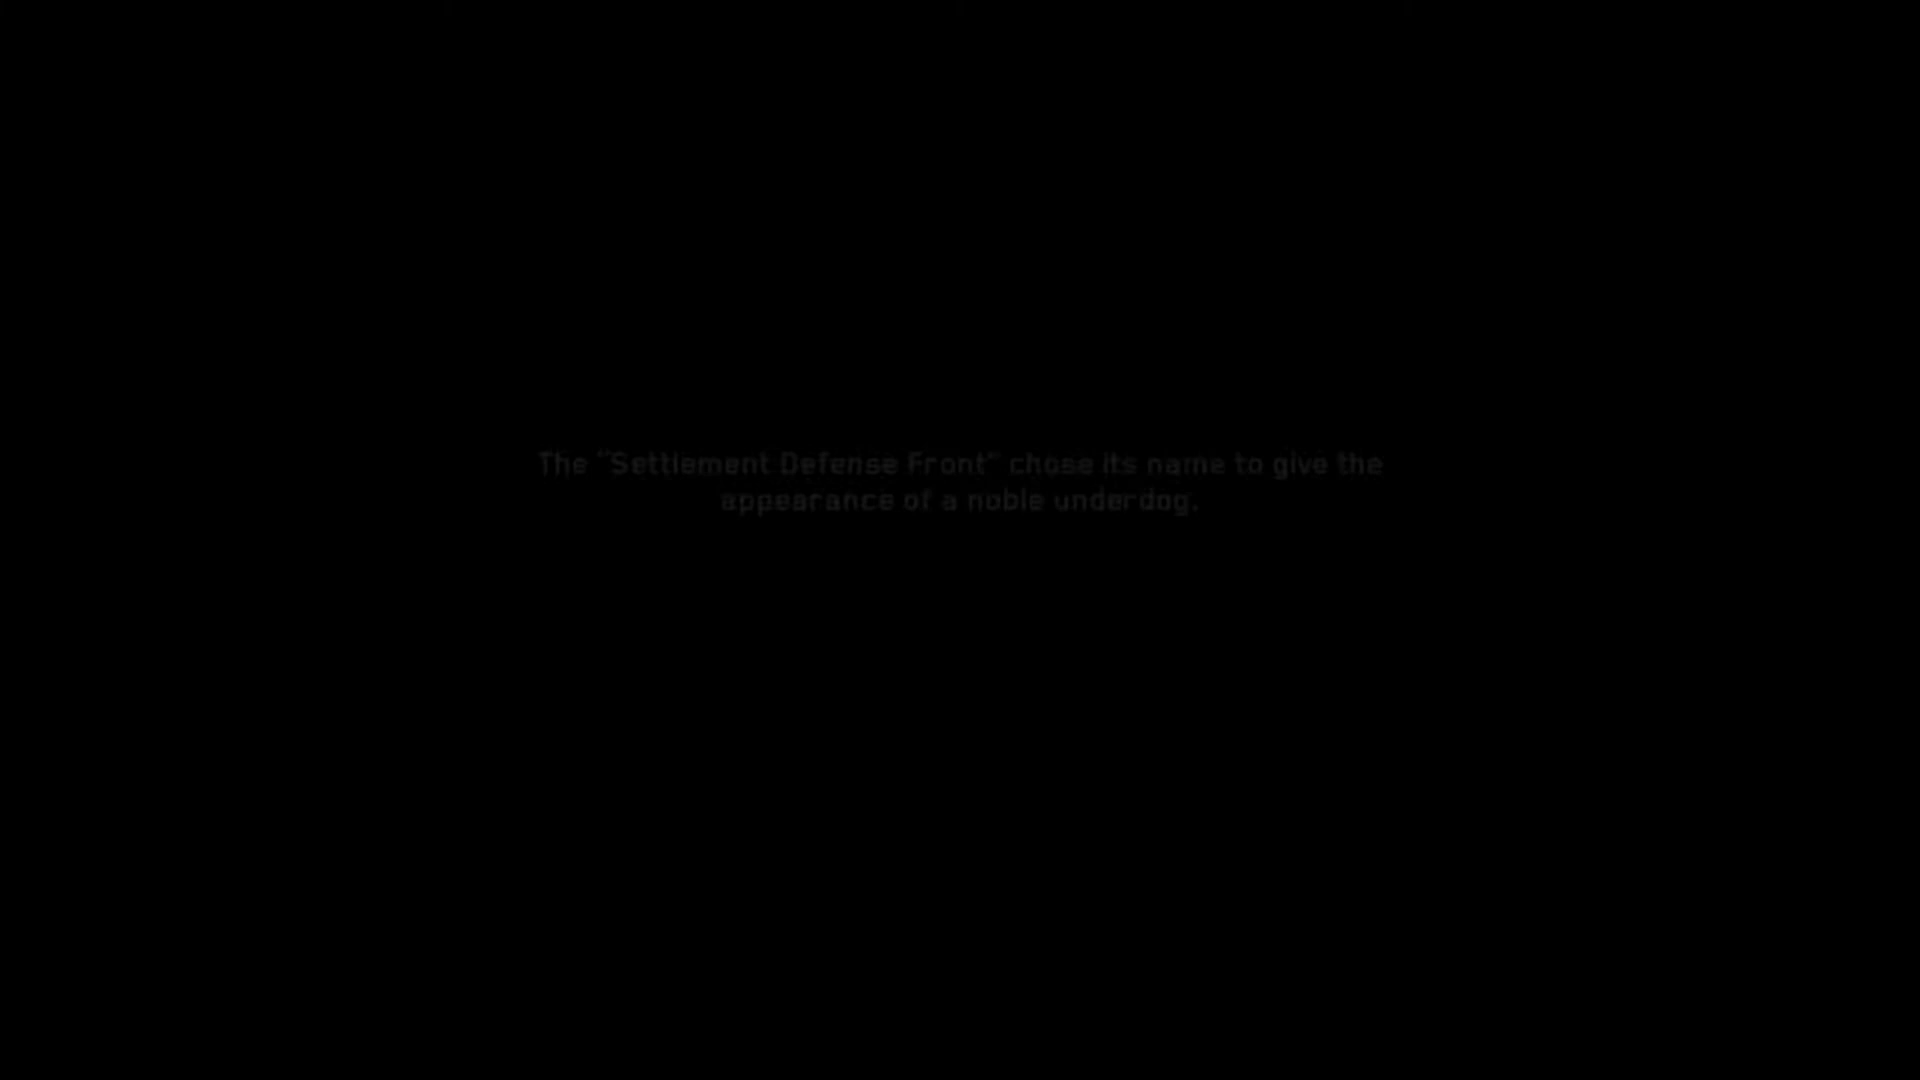 The “Settlement Defense Front” chose its name to give the
appearance of a noble underdog.